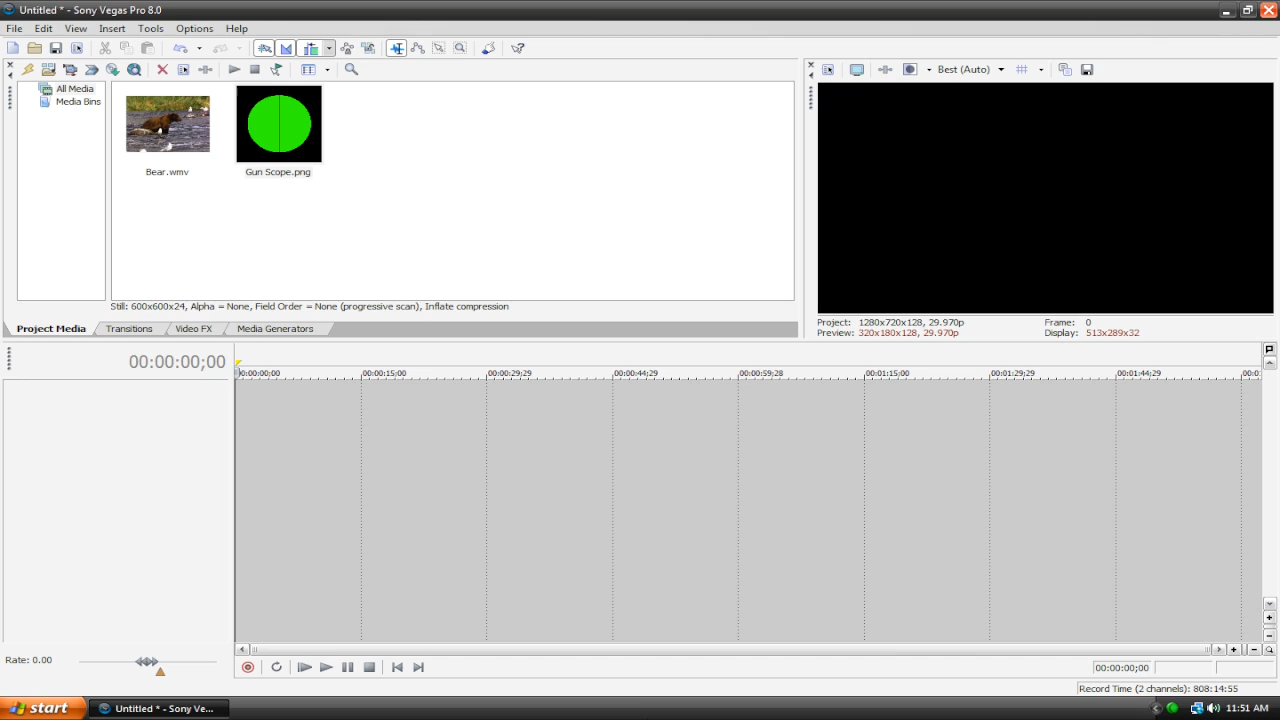 Untitled * - Sony Vegas Pro 8.0
File Edit View Insert Tools Options Help
Best (Auto)
All Media
Media Bins
Bear.wmv
Gun Scope.png
Still: 600x600x24, Alpha = None, Field Order = None (progressive scan), Inflate compression
Project Media Transitions Video FX Media Generators
Project: 1280x720x128, 29.970p Frame: 0
Preview: 320x180x128, 29.970p Display: 513x289x32
00:00:00;00
00:00:15;00 00:00:29;29 00:00:44;29 00:00:59;28 00:01:15;00 00:01:29;29 00:01:44;29
Rate: 0.00
00:00:00;00
Record Time (2 channels): 808:14:55
start Untitled * - Sony Ve... 11:51 AM